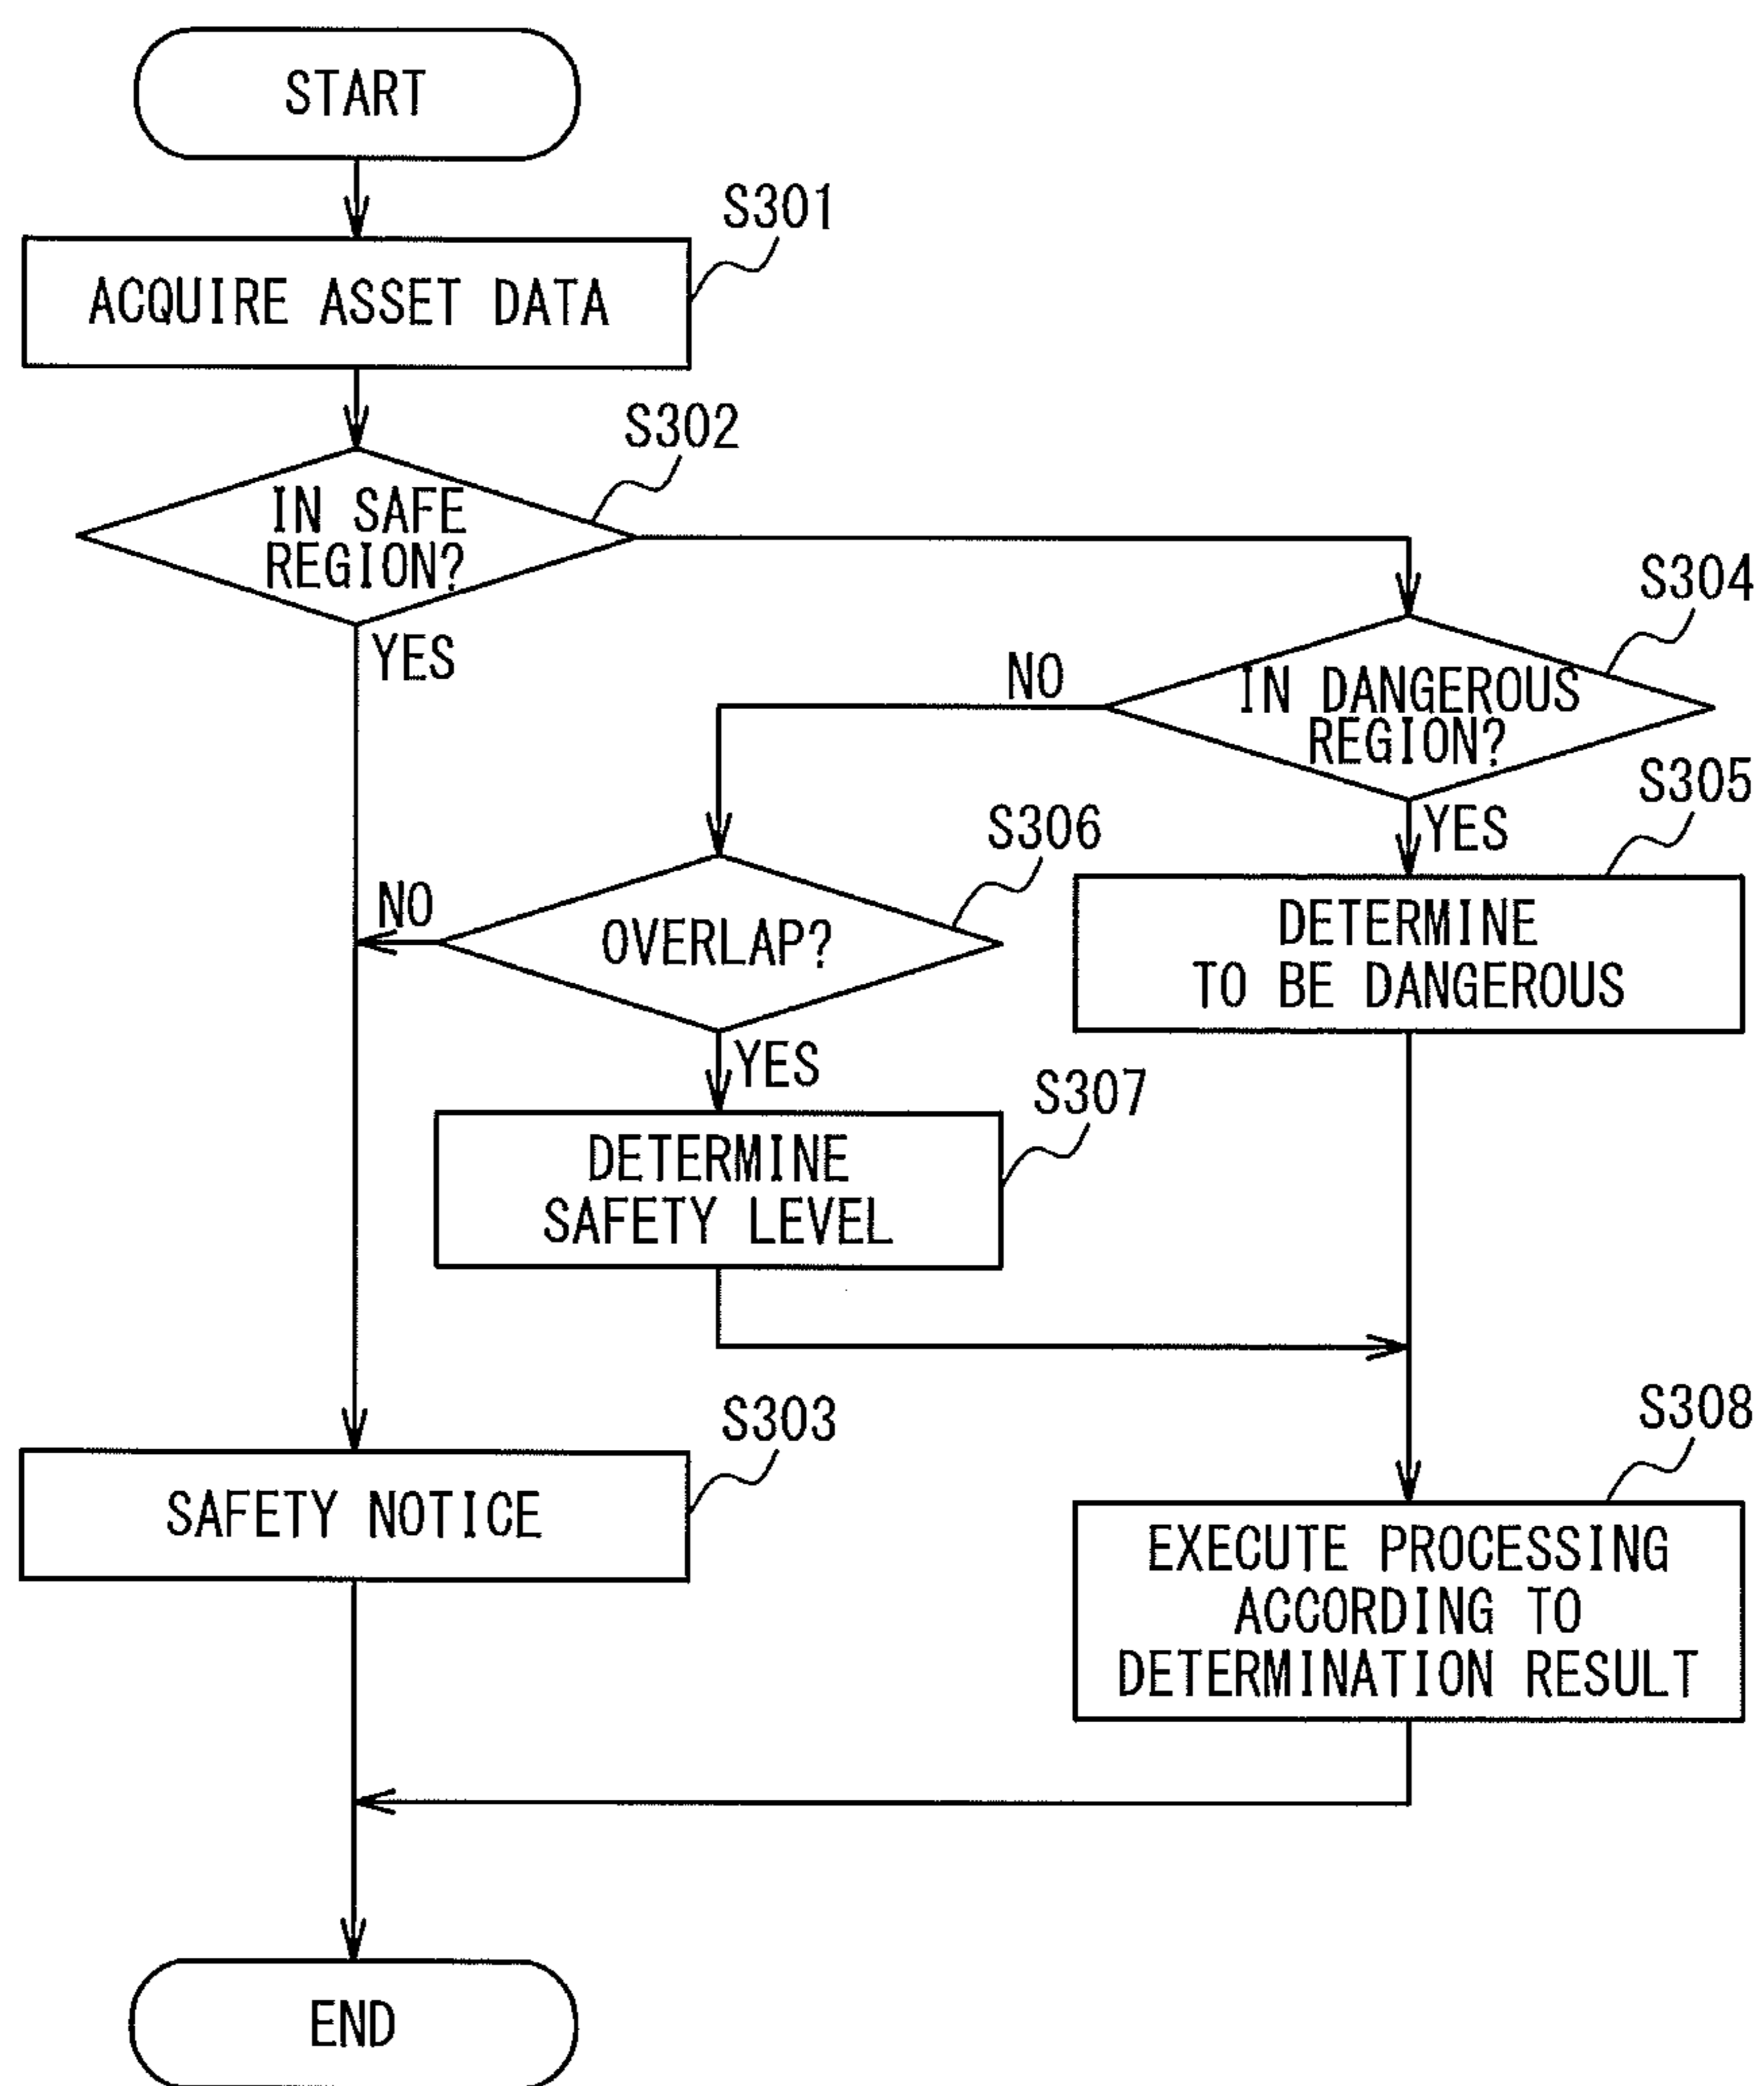 START
S301
ACQUIRE ASSET DATA
S302
IN SAFE
REGION?
YES
S304
NO
IN DANGEROUS
REGION?
YES
S305
S306
NO
OVERLAP?
DETERMINE
TO BE DANGEROUS
YES
S307
DETERMINE
SAFETY LEVEL
S303
SAFETY NOTICE
S308
EXECUTE PROCESSING
ACCORDING TO
DETERMINATION RESULT
END